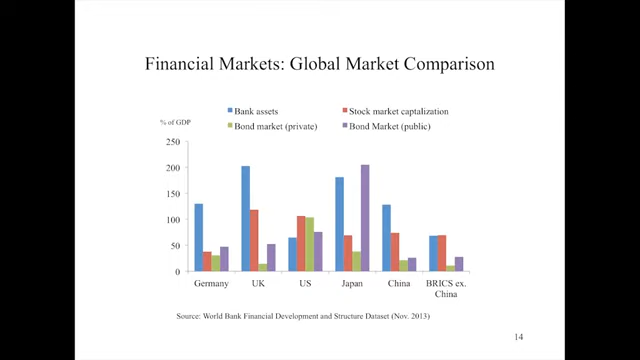 Financial Markets: Global Market Comparison
Bank assets
Stock market captalization
Bond market (private)
Bond Market (public)
% of GDP
250
200
150
100
50
0
Germany
UK
US
Japan
China
BRICS ex.
China
Source: World Bank Financial Development and Structure Dataset (Nov. 2013)
14